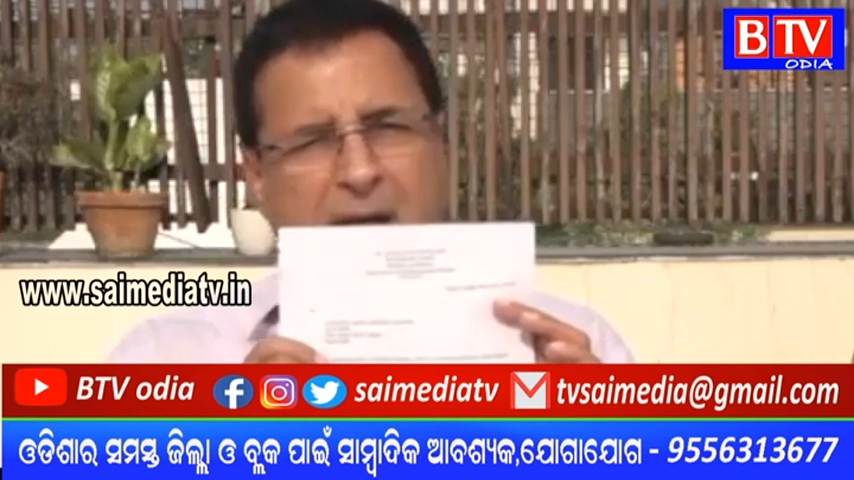 BTV
ODIA
www.saimediatv.in
BTV odia saimediatv tvsaimedia@gmail.com
ଓଡିଶାର ସମସ୍ତ ଜିଲ୍ଲା ଓ ବ୍ଲକ ପାଇଁ ସାମ୍ବାଦିକ ଆବଶ୍ୟକ,ଯୋଗାଯୋଗ - 9556313677